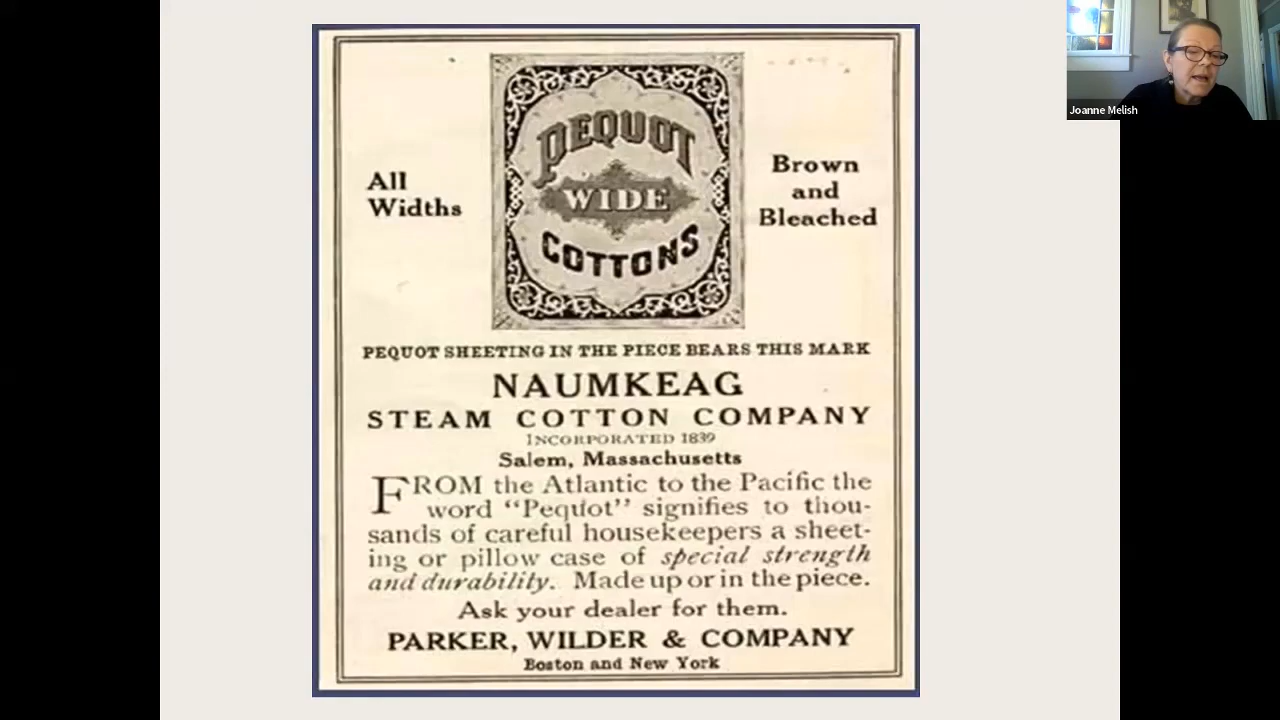 All
Widths
PEQUOT
WIDE
COTTONS
Brown
and
Bleached
PEQUOT SHEETING IN THE PIECE BEARS THIS MARK
NAUMKEAG
STEAM COTTON COMPANY
INCORPORATED 1839
Salem, Massachusetts
FROM the Atlantic to the Pacific the
word “Pequot” signifies to thou-
sands of careful housekeepers a sheet-
ing or pillow case of special strength
and durability. Made up or in the piece.
Ask your dealer for them.
PARKER, WILDER & COMPANY
Boston and New York
Joanne Melish